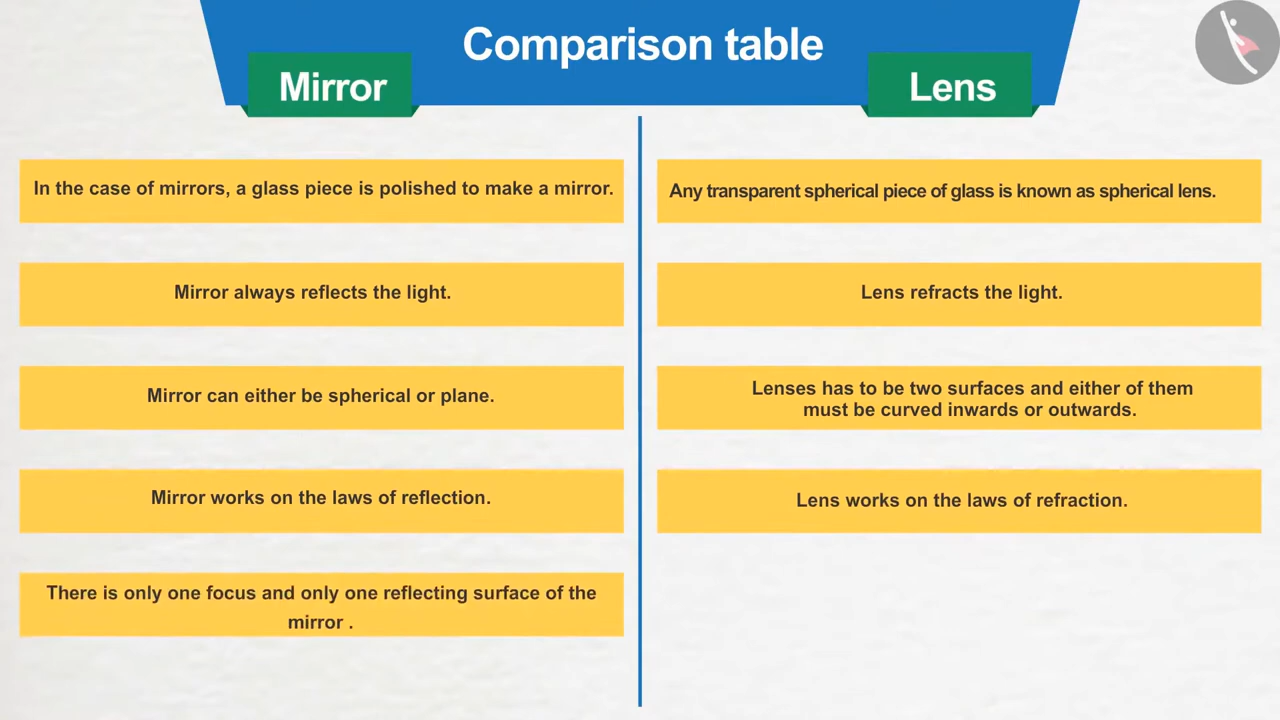 Comparison table
Mirror
Lens
In the case of mirrors, a glass piece is polished to make a mirror.
Any transparent spherical piece of glass is known as spherical lens.
Mirror always reflects the light.
Lens refracts the light.
Mirror can either be spherical or plane.
Lenses has to be two surfaces and either of them
must be curved inwards or outwards.
Mirror works on the laws of reflection.
Lens works on the laws of refraction.
There is only one focus and only one reflecting surface of the
mirror .